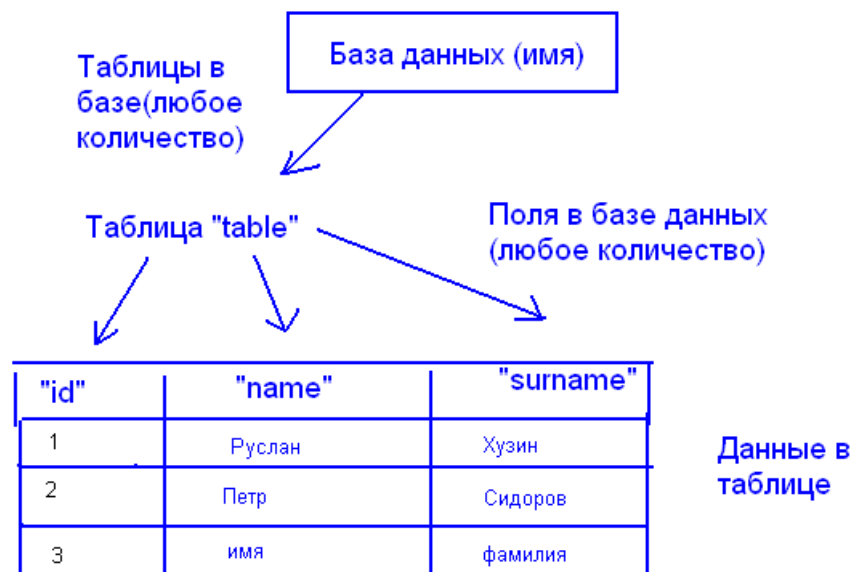 База данных (имя)
Таблицы в
базе(любое
количество)
Таблица "table"
Поля в базе данных
(любое количество)
"id" "name" "surname"
1 Руслан Хузин
2 Петр Сидоров
3 имя фамилия
Данные в
таблице